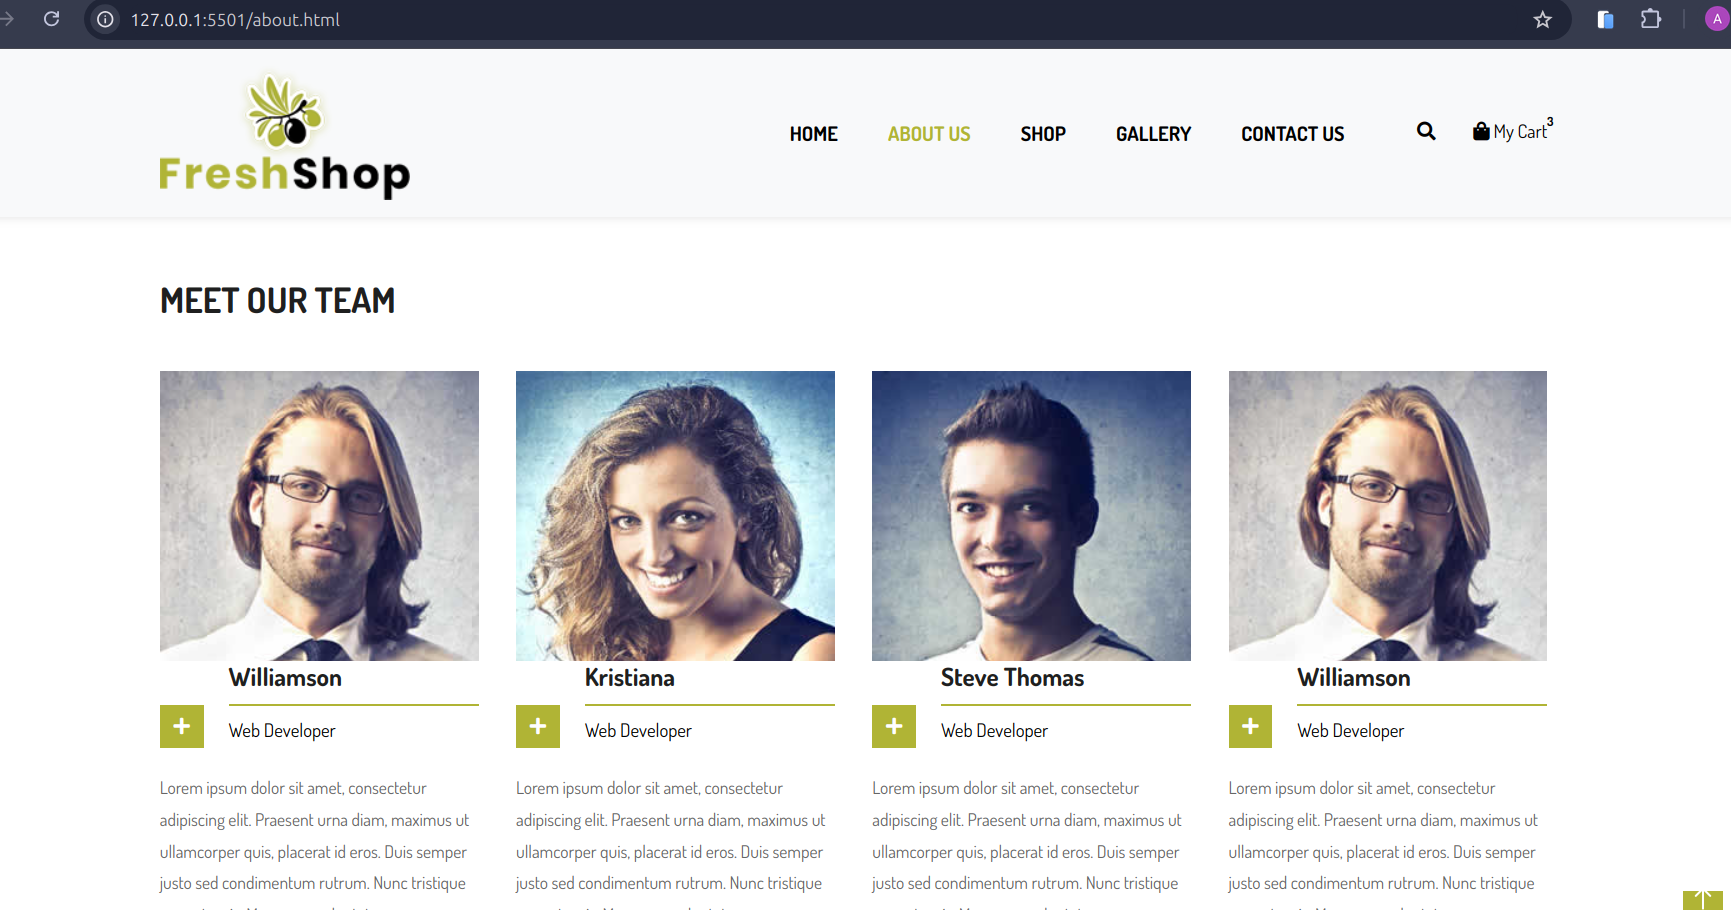 127.0.0.1:5501/about.html
A
FreshShop
HOME ABOUT US SHOP GALLERY CONTACT US My Cart 3
MEET OUR TEAM
Williamson Kristiana Steve Thomas Williamson
Web Developer Web Developer Web Developer Web Developer
Lorem ipsum dolor sit amet, consectetur
adipiscing elit. Praesent urna diam, maximus ut
ullamcorper quis, placerat id eros. Duis semper
justo sed condimentum rutrum. Nunc tristique
Lorem ipsum dolor sit amet, consectetur
adipiscing elit. Praesent urna diam, maximus ut
ullamcorper quis, placerat id eros. Duis semper
justo sed condimentum rutrum. Nunc tristique
Lorem ipsum dolor sit amet, consectetur
adipiscing elit. Praesent urna diam, maximus ut
ullamcorper quis, placerat id eros. Duis semper
justo sed condimentum rutrum. Nunc tristique
Lorem ipsum dolor sit amet, consectetur
adipiscing elit. Praesent urna diam, maximus ut
ullamcorper quis, placerat id eros. Duis semper
justo sed condimentum rutrum. Nunc tristique